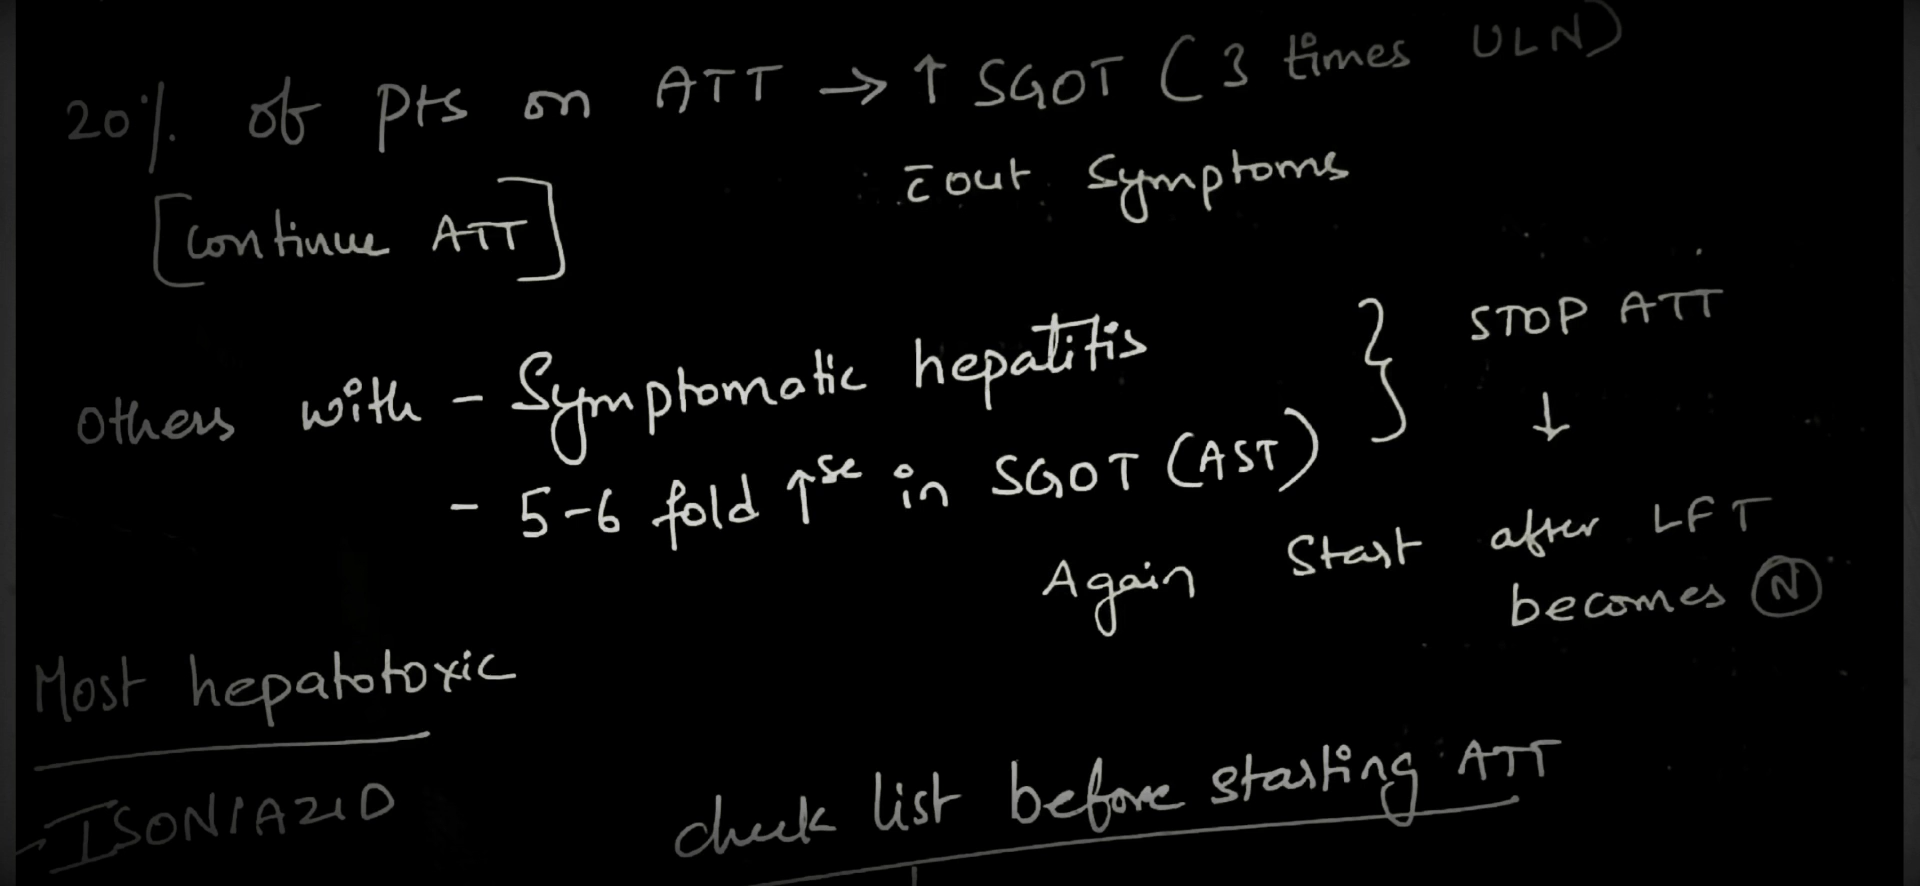 20% of pts on ATT → ↑ SGOT (3 times ULN)
c̄out symptoms
[continue ATT]
others with - Symptomatic hepatitis } STOP ATT
- 5-6 fold ↑se in SGOT (AST) ↓
Again Start after LFT
becomes Ⓝ
Most hepatotoxic
ISONIAZID
check list before starting ATT